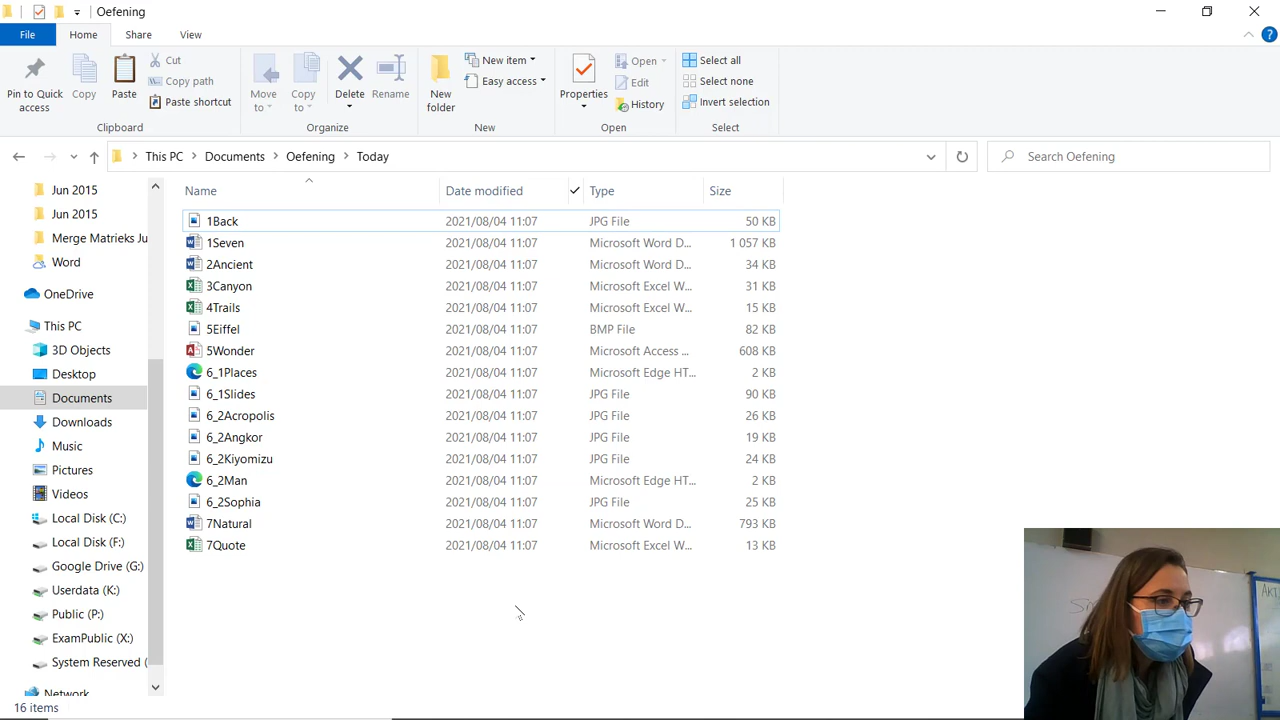 Oefening
File Home Share View
Pin to Quick access
Copy
Paste
Cut
Copy path
Paste shortcut
Clipboard
Move to
Copy to
Delete
Rename
Organize
New folder
New item
Easy access
New
Properties
Open
Edit
History
Open
Select all
Select none
Invert selection
Select
This PC Documents Oefening Today
Search Oefening
Jun 2015
Jun 2015
Merge Matrieks Ju
Word
OneDrive
This PC
3D Objects
Desktop
Documents
Downloads
Music
Pictures
Videos
Local Disk (C:)
Local Disk (F:)
Google Drive (G:)
Userdata (K:)
Public (P:)
ExamPublic (X:)
System Reserved (
Network
Name Date modified Type Size
1Back 2021/08/04 11:07 JPG File 50 KB
1Seven 2021/08/04 11:07 Microsoft Word D... 1 057 KB
2Ancient 2021/08/04 11:07 Microsoft Word D... 34 KB
3Canyon 2021/08/04 11:07 Microsoft Excel W... 31 KB
4Trails 2021/08/04 11:07 Microsoft Excel W... 15 KB
5Eiffel 2021/08/04 11:07 BMP File 82 KB
5Wonder 2021/08/04 11:07 Microsoft Access ... 608 KB
6_1Places 2021/08/04 11:07 Microsoft Edge HT... 2 KB
6_1Slides 2021/08/04 11:07 JPG File 90 KB
6_2Acropolis 2021/08/04 11:07 JPG File 26 KB
6_2Angkor 2021/08/04 11:07 JPG File 19 KB
6_2Kiyomizu 2021/08/04 11:07 JPG File 24 KB
6_2Man 2021/08/04 11:07 Microsoft Edge HT... 2 KB
6_2Sophia 2021/08/04 11:07 JPG File 25 KB
7Natural 2021/08/04 11:07 Microsoft Word D... 793 KB
7Quote 2021/08/04 11:07 Microsoft Excel W... 13 KB
16 items